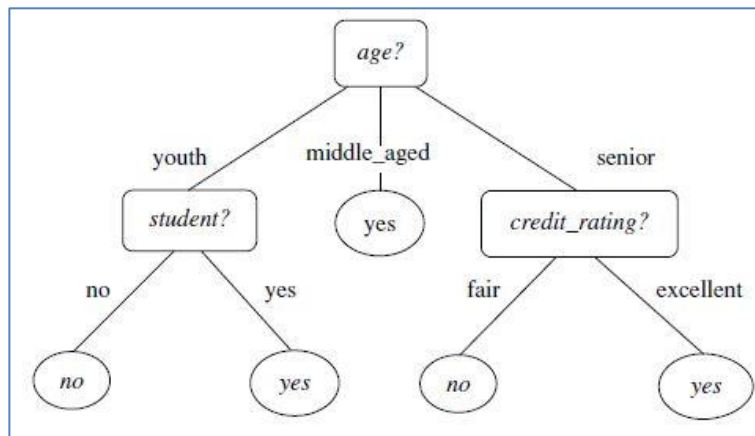 age?
youth
middle_aged
senior
student?
yes
credit_rating?
no
yes
fair
excellent
no
yes
no
yes